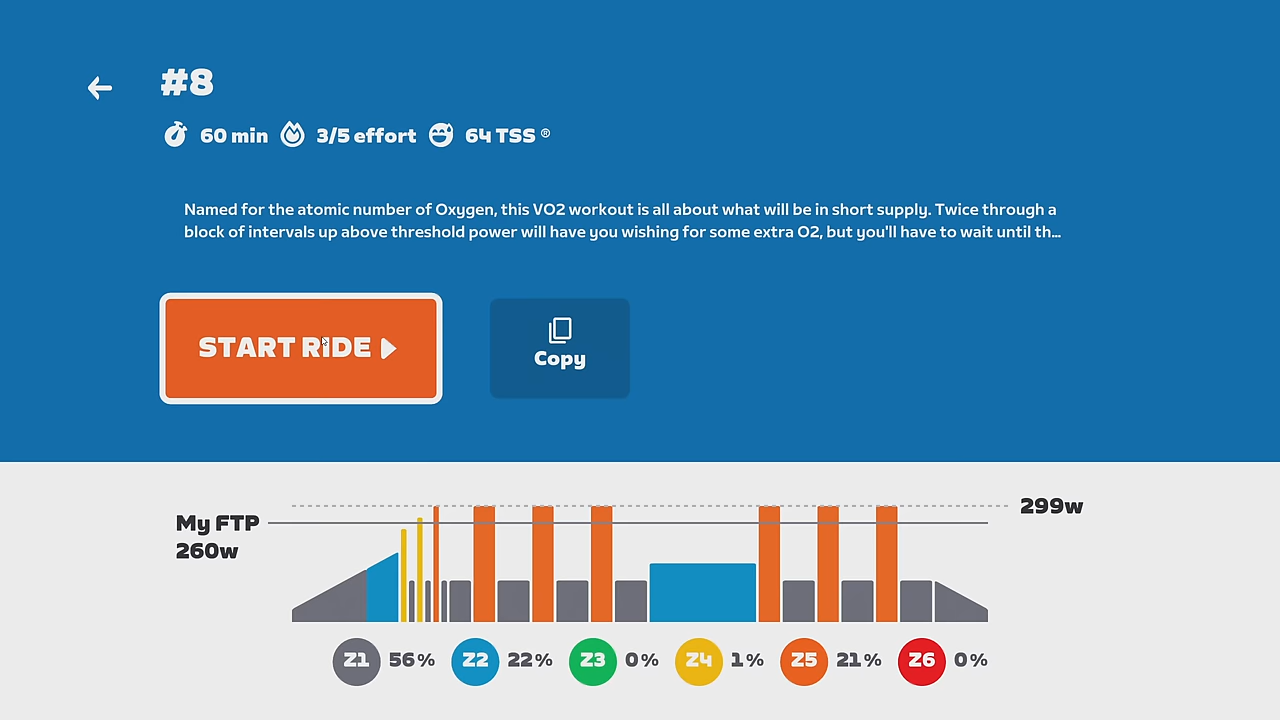 #8
60 min 3/5 effort 64 TSS ®
Named for the atomic number of Oxygen, this VO2 workout is all about what will be in short supply. Twice through a
block of intervals up above threshold power will have you wishing for some extra O2, but you'll have to wait until th...
START RIDE
Copy
299w
My FTP
260w
Z1 56% Z2 22% Z3 0% Z4 1% Z5 21% Z6 0%